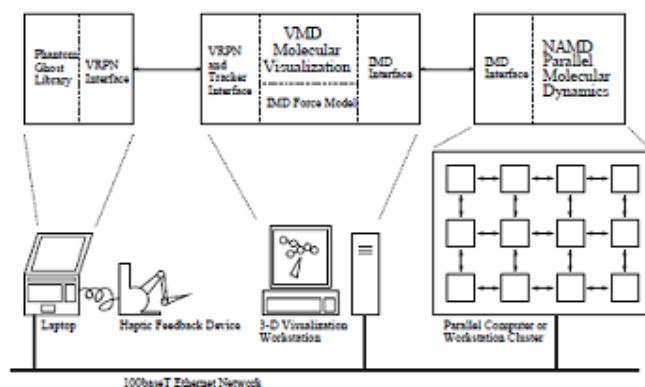 Phantom
Ghost
Library
VRPN
Interface
VRPN
and
Tracker
Interface
VMD
Molecular
Visualization
IMD Force Model
IMD
Interface
IMD
Interface
NAMD
Parallel
Molecular
Dynamics
Laptop
Haptic Feedback Device
3-D Visualization
Workstation
Parallel Computer or
Workstation Cluster
100baseT Ethernet Network